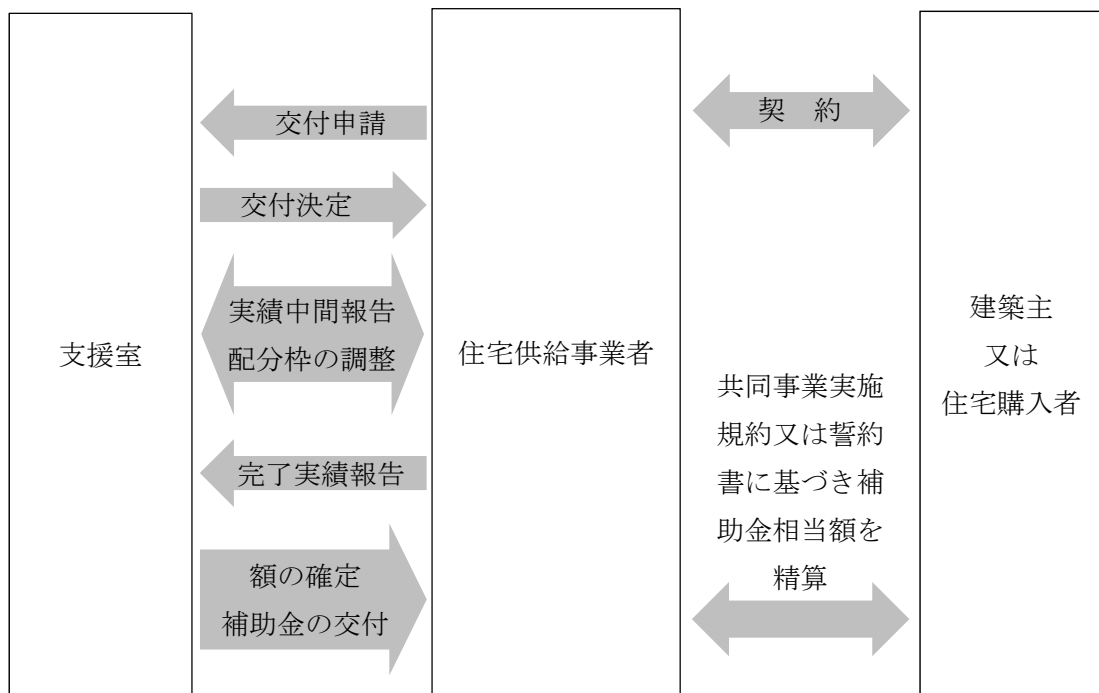 支援室
交付申請
交付決定
実績中間報告
配分枠の調整
完了実績報告
額の確定
補助金の交付
住宅供給事業者
契　約
共同事業実施
規約又は誓約
書に基づき補
助金相当額を
精算
建築主
又は
住宅購入者